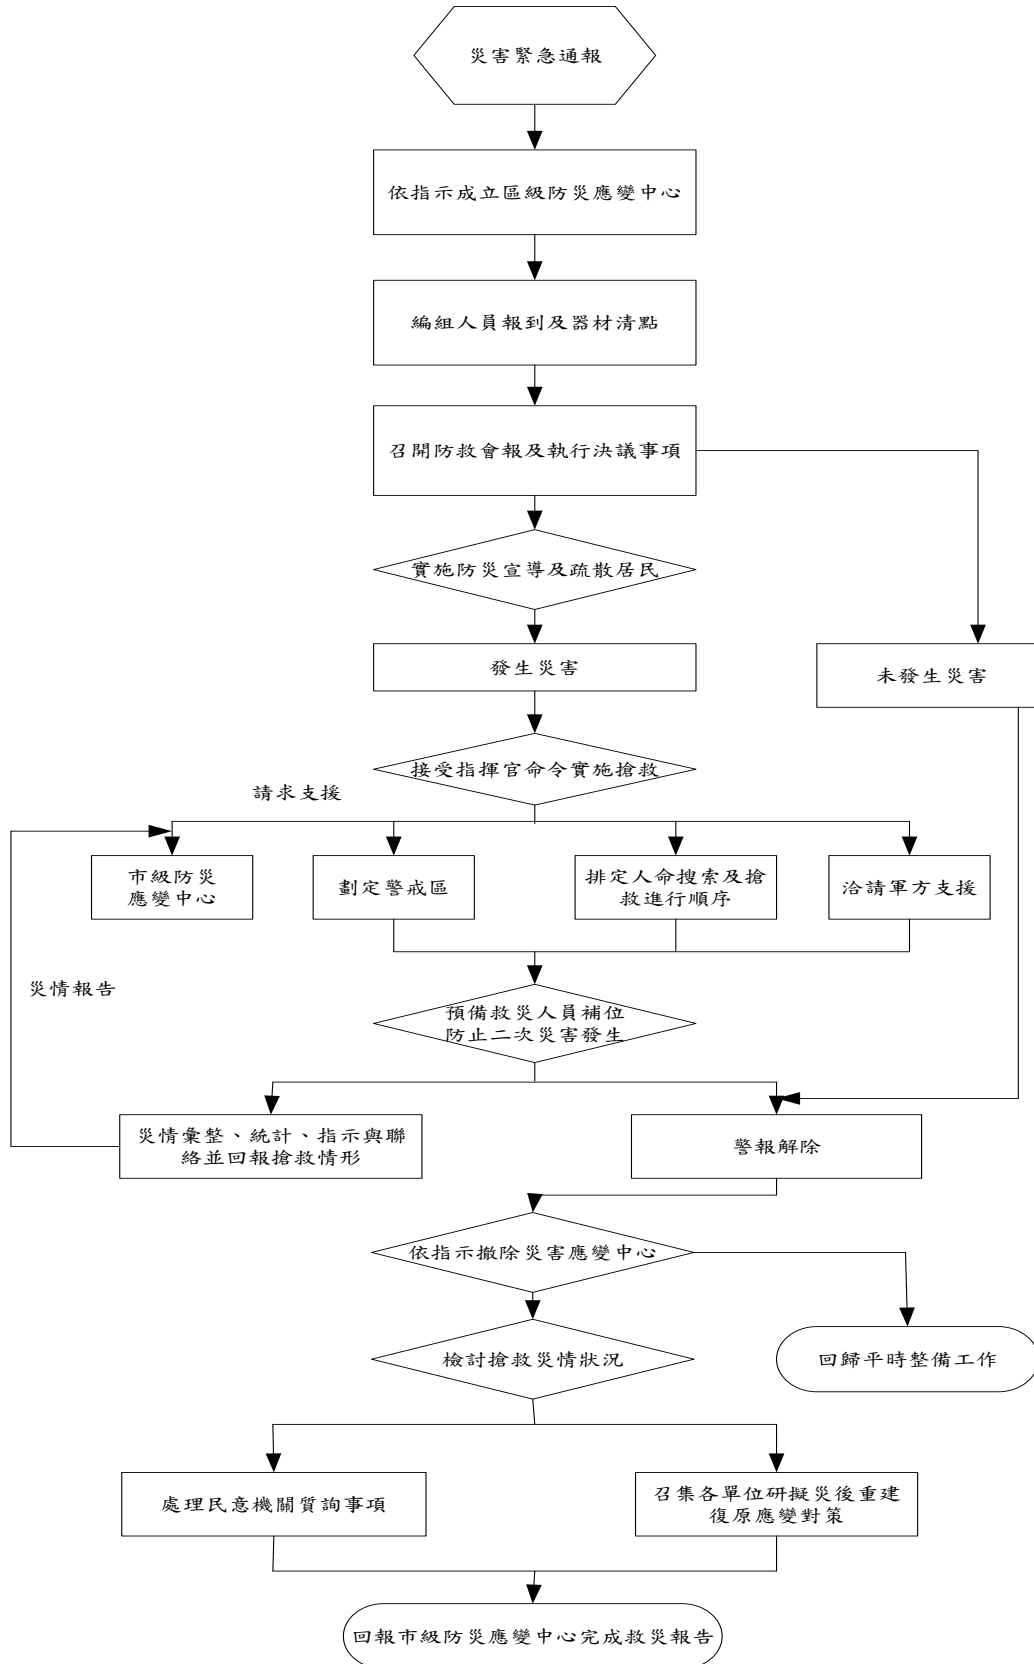 災害緊急通報
依指示成立區級防災應變中心
編組人員報到及器材清點
召開防救會報及執行決議事項
實施防災宣導及疏散居民
發生災害
未發生災害
接受指揮官命令實施搶救
請求支援
市級防災
應變中心
劃定警戒區
排定人命搜索及搶
救進行順序
洽請軍方支援
災情報告
預備救災人員補位
防止二次災害發生
災情彙整、統計、指示與聯
絡並回報搶救情形
警報解除
依指示撤除災害應變中心
檢討搶救災情狀況
回歸平時整備工作
處理民意機關質詢事項
召集各單位研擬災後重建
復原應變對策
回報市級防災應變中心完成救災報告